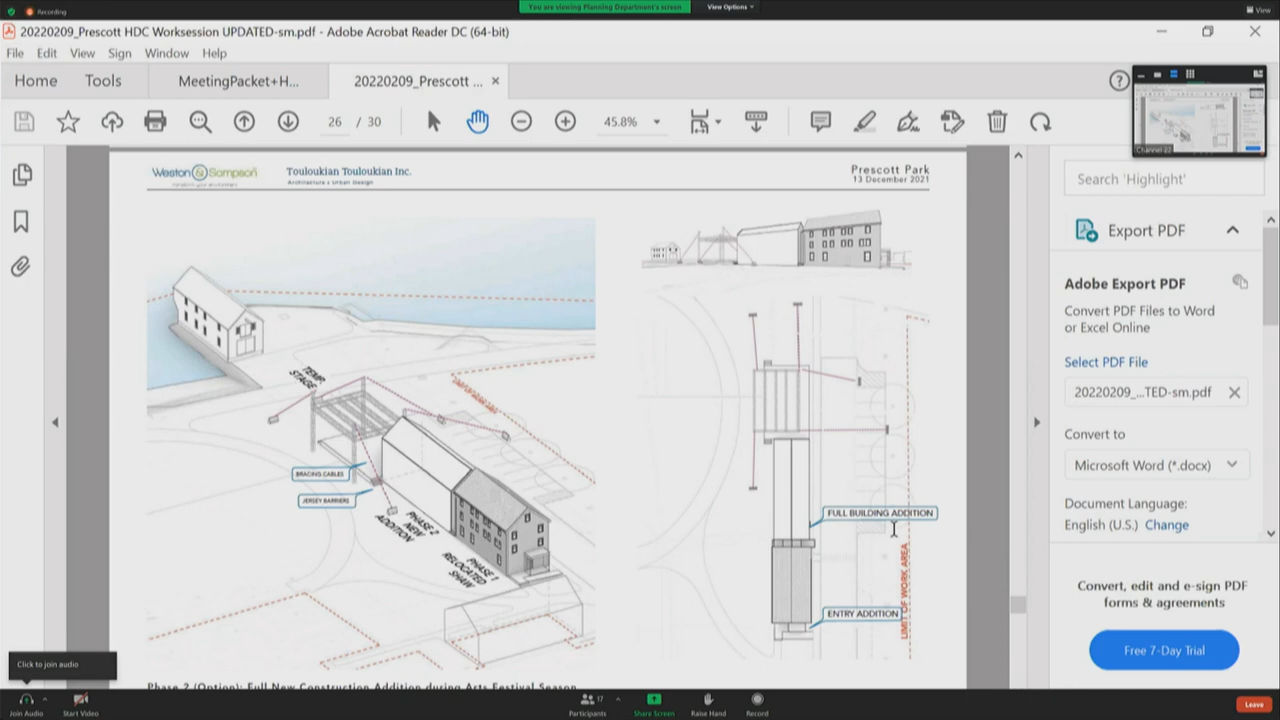 Recording
You are viewing Planning Department's screen
View Options
View
20220209_Prescott HDC Worksession UPDATED-sm.pdf - Adobe Acrobat Reader DC (64-bit)
File Edit View Sign Window Help
Home Tools MeetingPacket+H... 20220209_Prescott ... ×
26 / 30 45.8%
Channel 22
Weston & Sampson
transform your environment
Touloukian Touloukian Inc.
Architecture + Urban Design
Prescott Park
13 December 2021
TEMP.
STAGE
BRACING CABLES
JERSEY BARRIERS
PHASE 2
NEW
ADDITION
PHASE 1
RELOCATED
SHAW
FULL BUILDING ADDITION
ENTRY ADDITION
LIMIT OF WORK AREA
Phase 2 (Option): Full New Construction Addition during Arts Festival Season
Search 'Highlight'
Export PDF
Adobe Export PDF
Convert PDF Files to Word
or Excel Online
Select PDF File
20220209_...TED-sm.pdf
Convert to
Microsoft Word (*.docx)
Document Language:
English (U.S.) Change
Convert, edit and e-sign PDF
forms & agreements
Free 7-Day Trial
Click to join audio
Join Audio Start Video Participants 17 Share Screen Raise Hand Record Leave